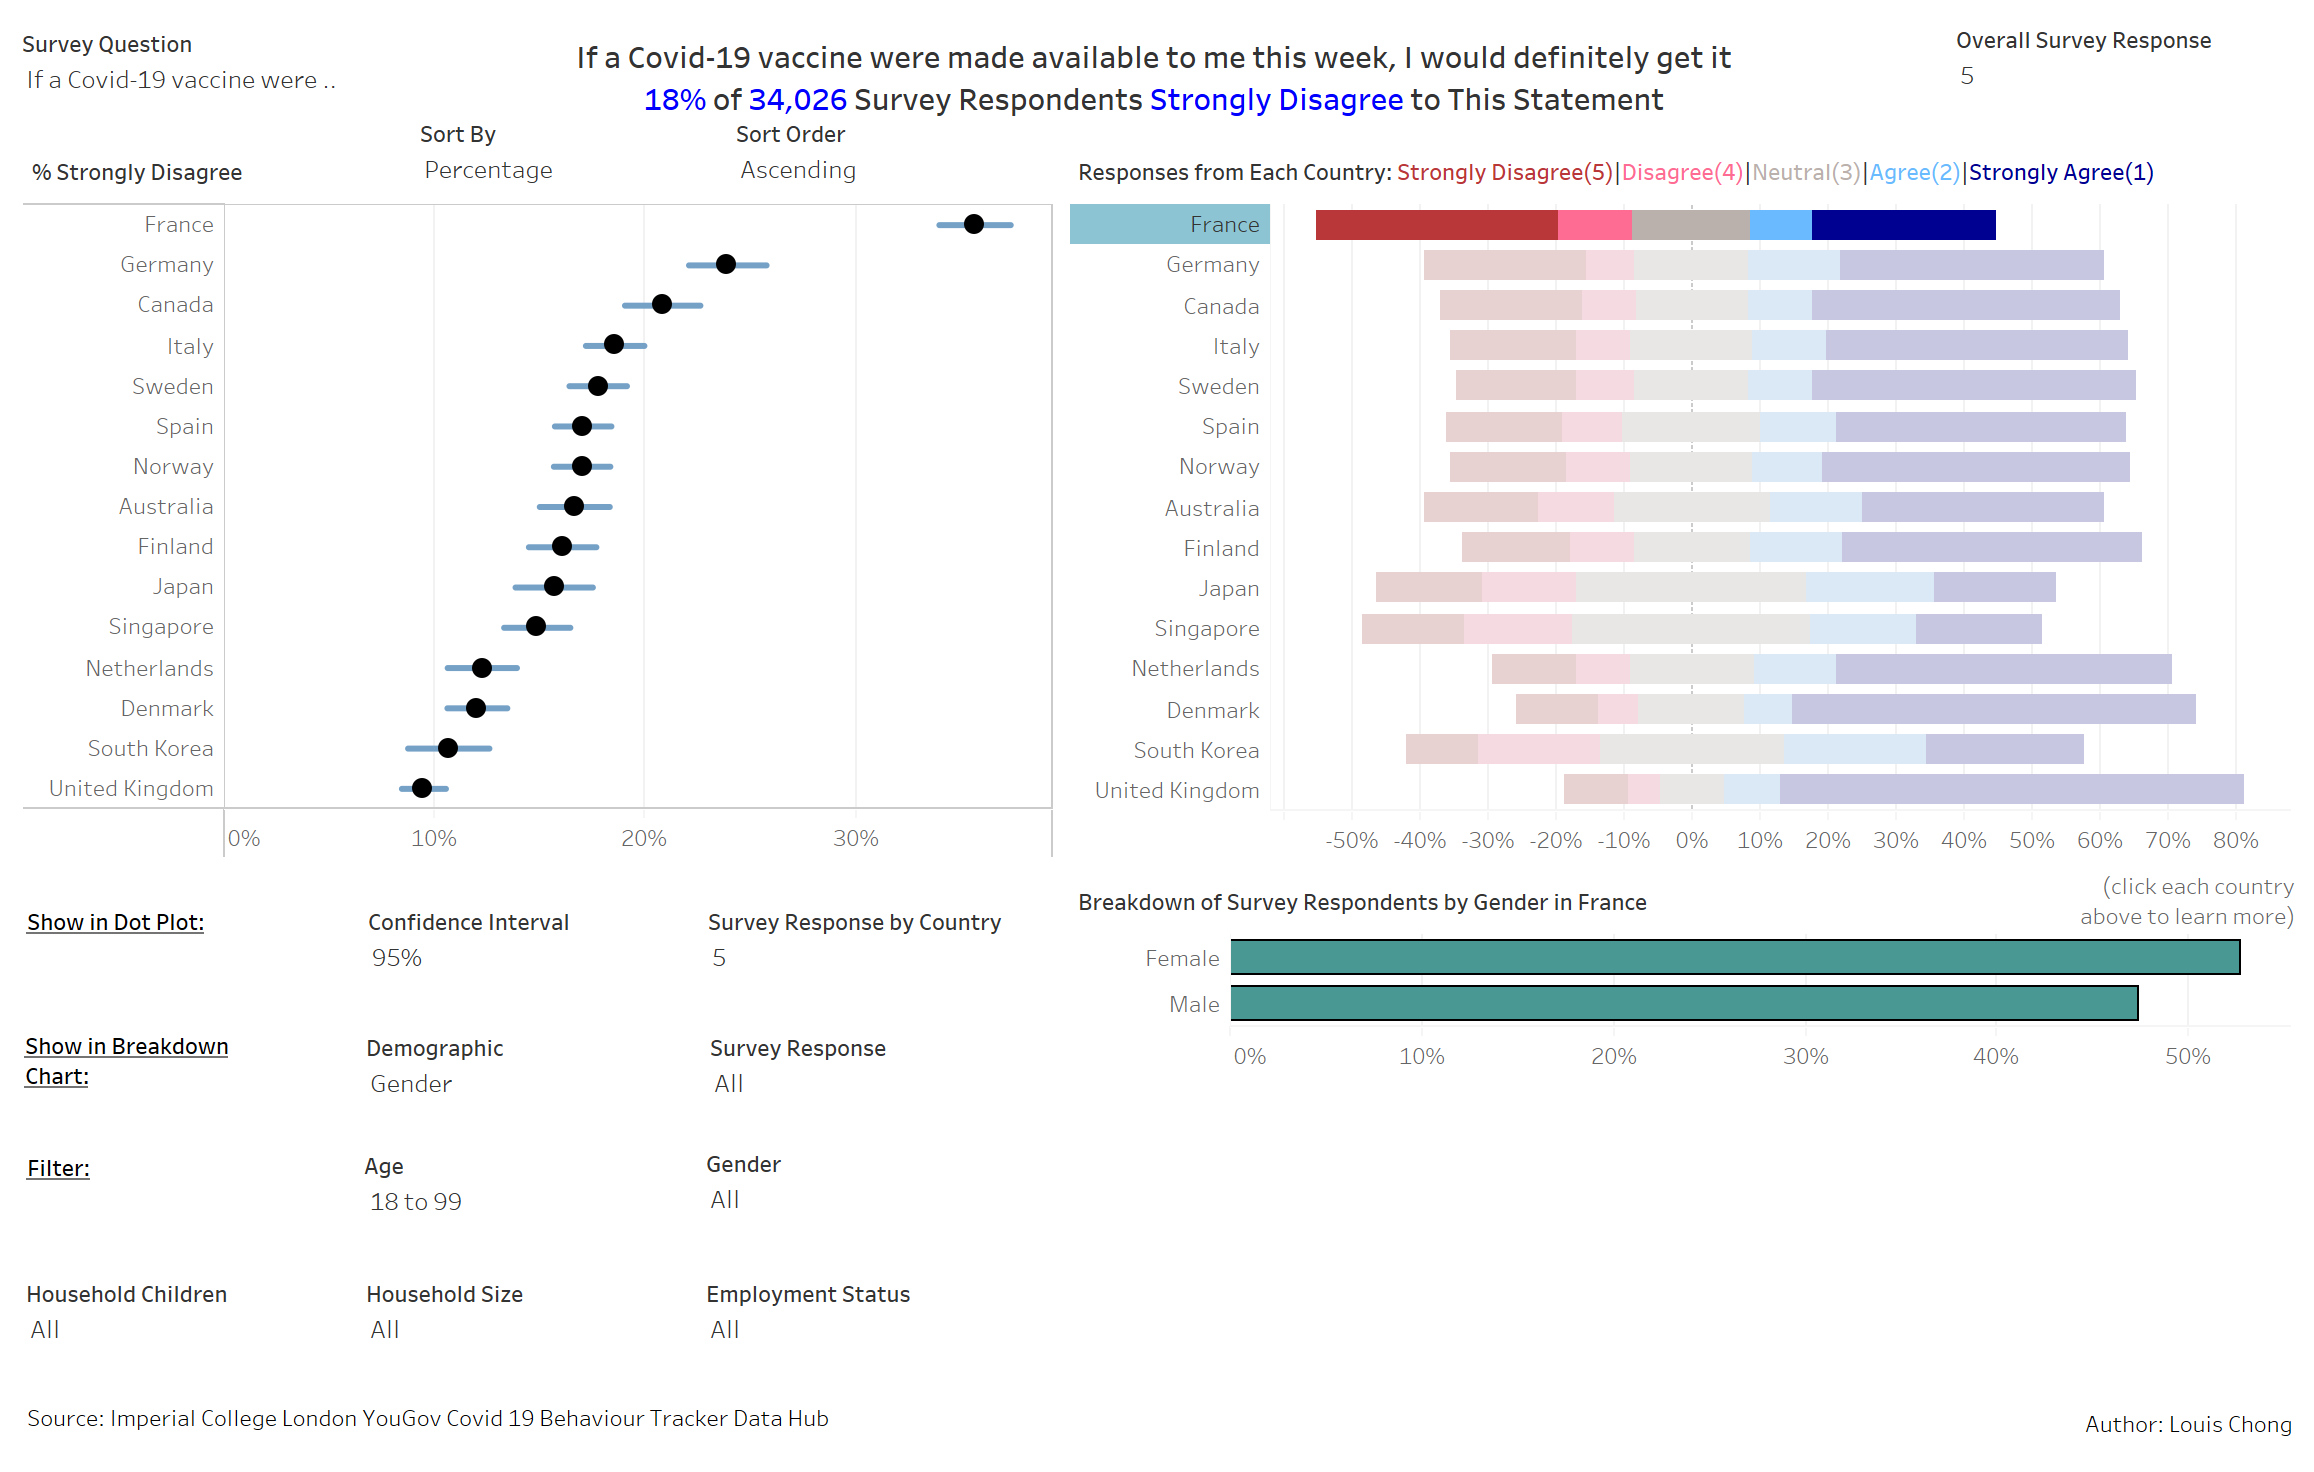 Survey Question
If a Covid-19 vaccine were ..
If a Covid-19 vaccine were made available to me this week, I would definitely get it
18% of 34,026 Survey Respondents Strongly Disagree to This Statement
Overall Survey Response
5
Sort By
Percentage
Sort Order
Ascending
% Strongly Disagree
France
Germany
Canada
Italy
Sweden
Spain
Norway
Australia
Finland
Japan
Singapore
Netherlands
Denmark
South Korea
United Kingdom
0% 10% 20% 30%
Responses from Each Country: Strongly Disagree(5)|Disagree(4)|Neutral(3)|Agree(2)|Strongly Agree(1)
France
Germany
Canada
Italy
Sweden
Spain
Norway
Australia
Finland
Japan
Singapore
Netherlands
Denmark
South Korea
United Kingdom
-50% -40% -30% -20% -10% 0% 10% 20% 30% 40% 50% 60% 70% 80%
Show in Dot Plot:
Confidence Interval
95%
Survey Response by Country
5
Show in Breakdown
Chart:
Demographic
Gender
Survey Response
All
Filter:
Age
18 to 99
Gender
All
Household Children
All
Household Size
All
Employment Status
All
Breakdown of Survey Respondents by Gender in France
(click each country
above to learn more)
Female
Male
0% 10% 20% 30% 40% 50%
Source: Imperial College London YouGov Covid 19 Behaviour Tracker Data Hub
Author: Louis Chong